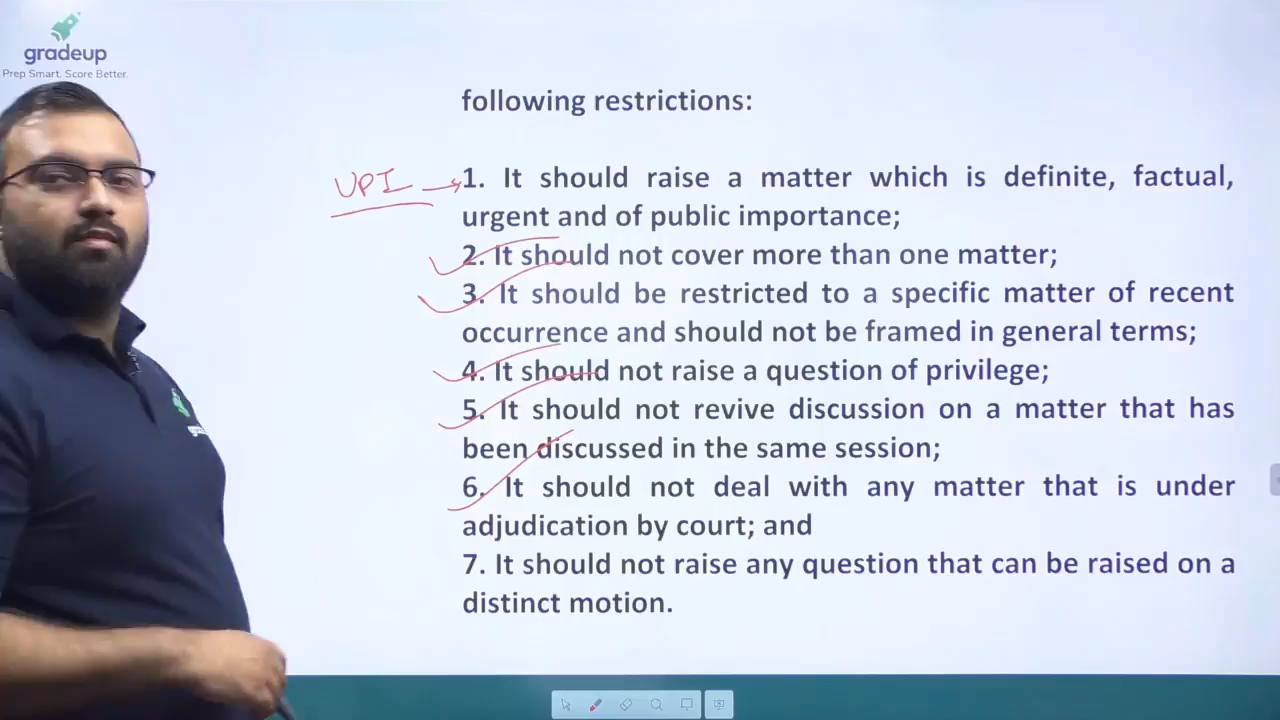 gradeup
Prep Smart. Score Better.
following restrictions:
UPI
1. It should raise a matter which is definite, factual,
urgent and of public importance;
2. It should not cover more than one matter;
3. It should be restricted to a specific matter of recent
occurrence and should not be framed in general terms;
4. It should not raise a question of privilege;
5. It should not revive discussion on a matter that has
been discussed in the same session;
6. It should not deal with any matter that is under
adjudication by court; and
7. It should not raise any question that can be raised on a
distinct motion.